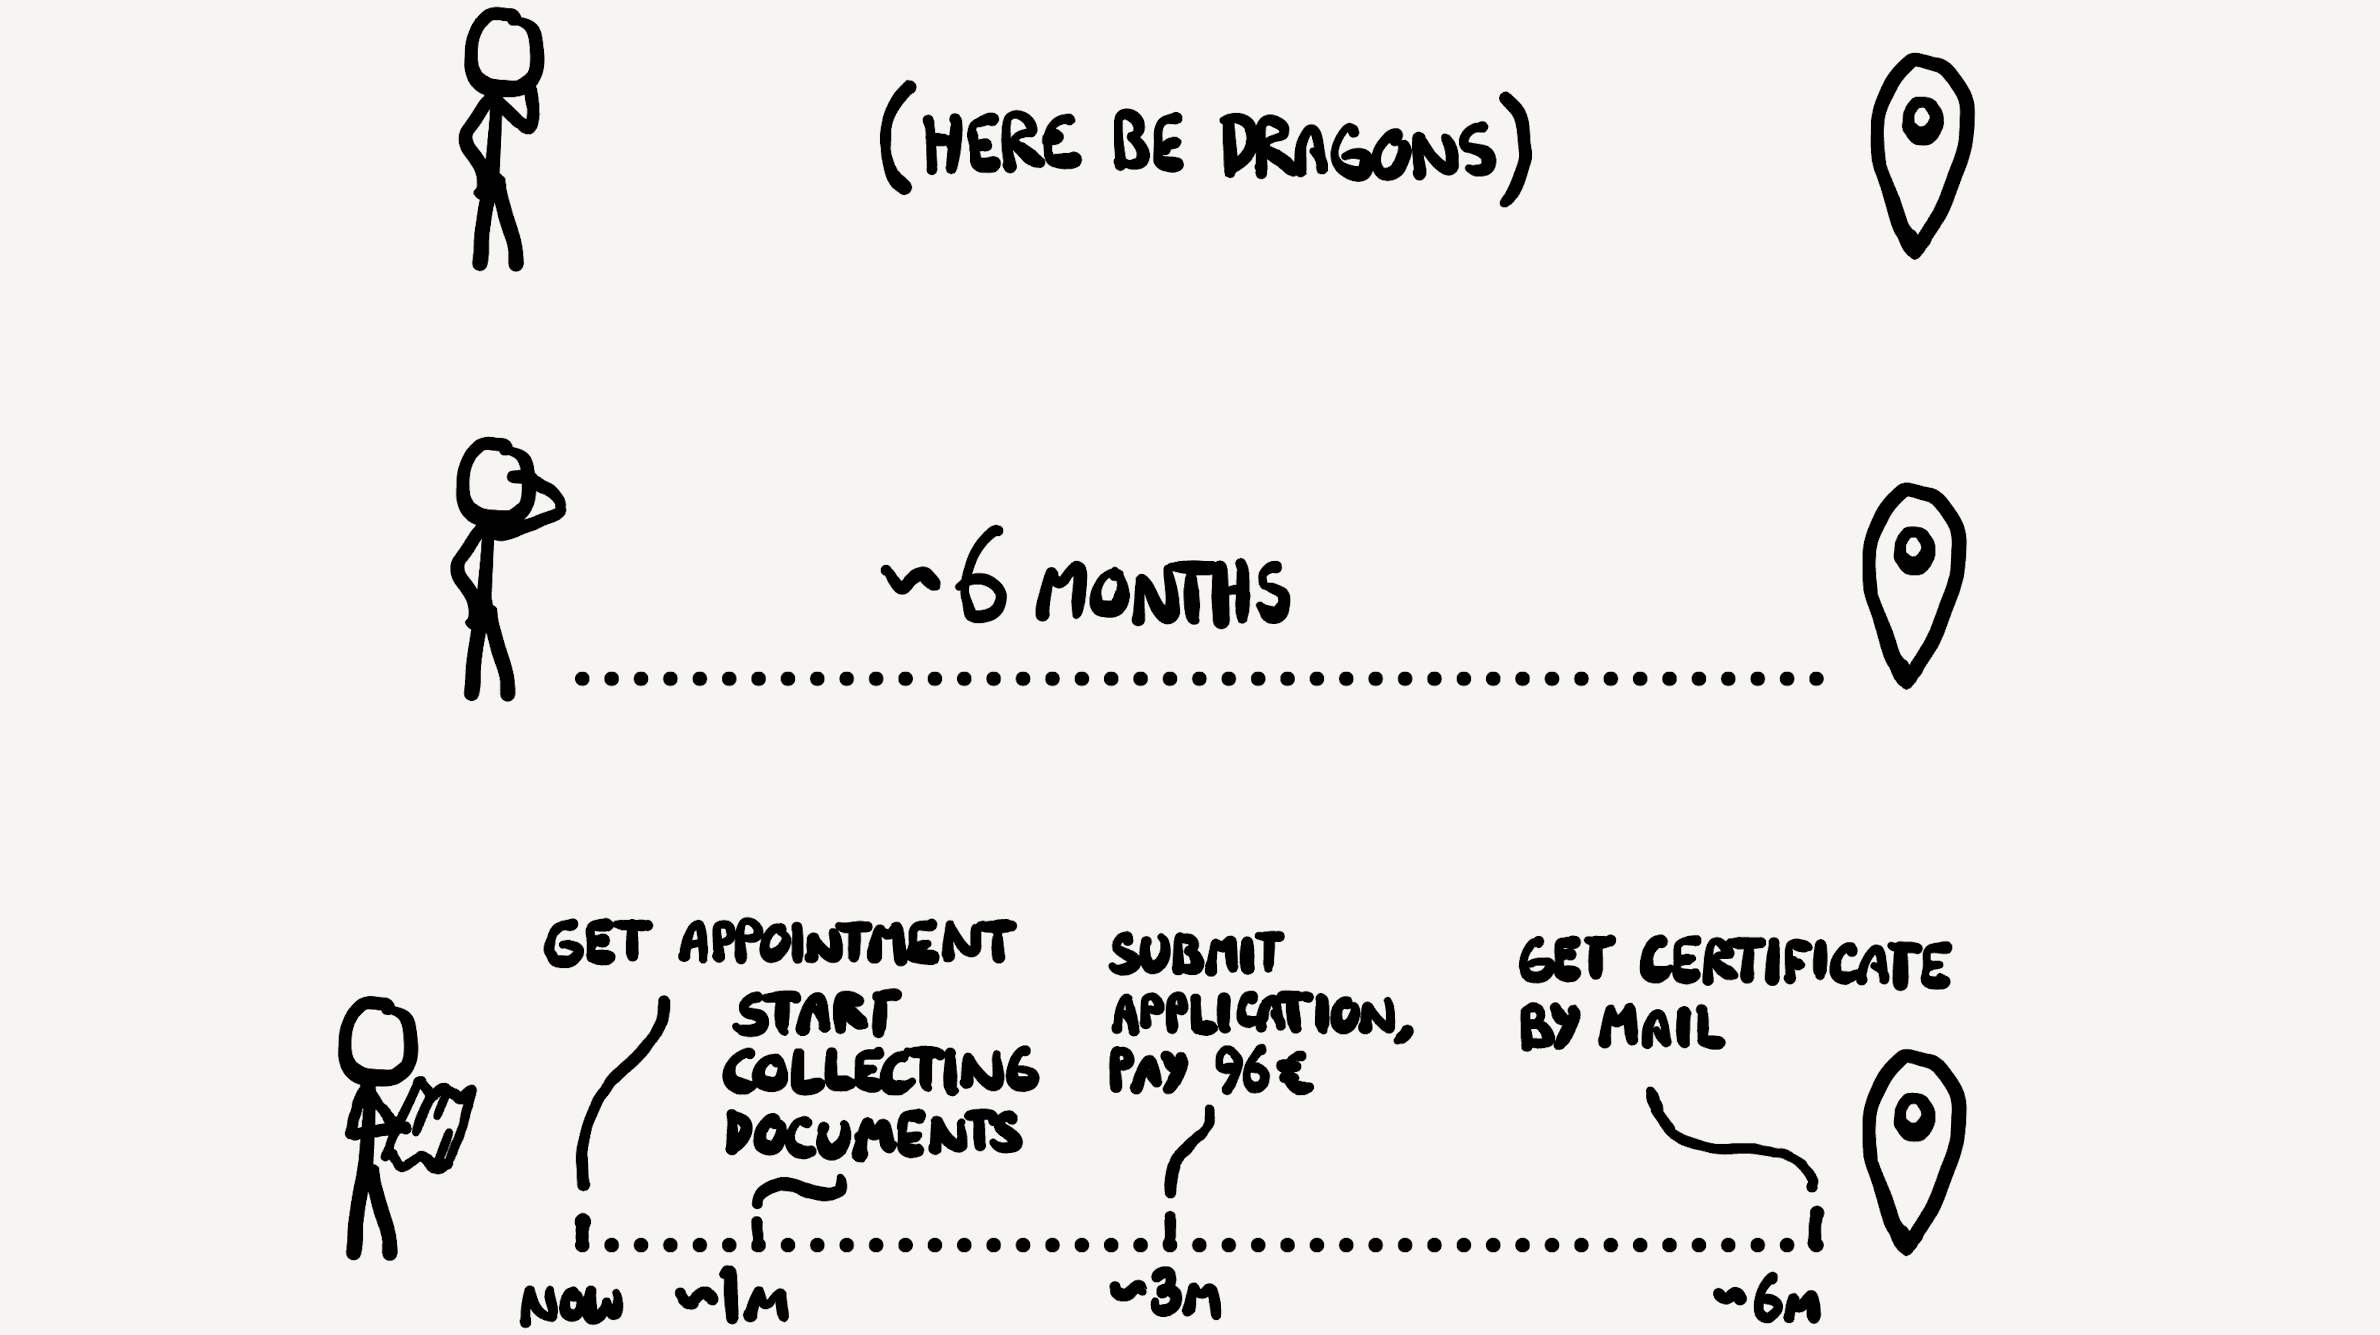 (HERE BE DRAGONS)
~6 MONTHS
GET APPOINTMENT
START
COLLECTING
DOCUMENTS
SUBMIT
APPLICATION,
PAY 96€
GET CERTIFICATE
BY MAIL
NOW ~1M ~3M ~6M